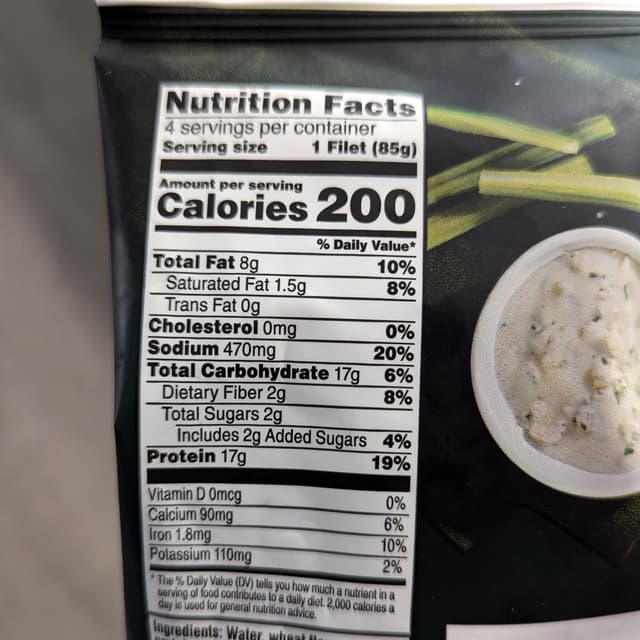 Nutrition Facts
4 servings per container
Serving size 1 Filet (85g)
Amount per serving
Calories 200
% Daily Value*
Total Fat 8g 10%
Saturated Fat 1.5g 8%
Trans Fat 0g
Cholesterol 0mg 0%
Sodium 470mg 20%
Total Carbohydrate 17g 6%
Dietary Fiber 2g 8%
Total Sugars 2g
Includes 2g Added Sugars 4%
Protein 17g 19%
Vitamin D 0mcg 0%
Calcium 90mg 6%
Iron 1.8mg 10%
Potassium 110mg 2%
* The % Daily Value (DV) tells you how much a nutrient in a
serving of food contributes to a daily diet. 2,000 calories a
day is used for general nutrition advice.
Ingredients: Water, wheat